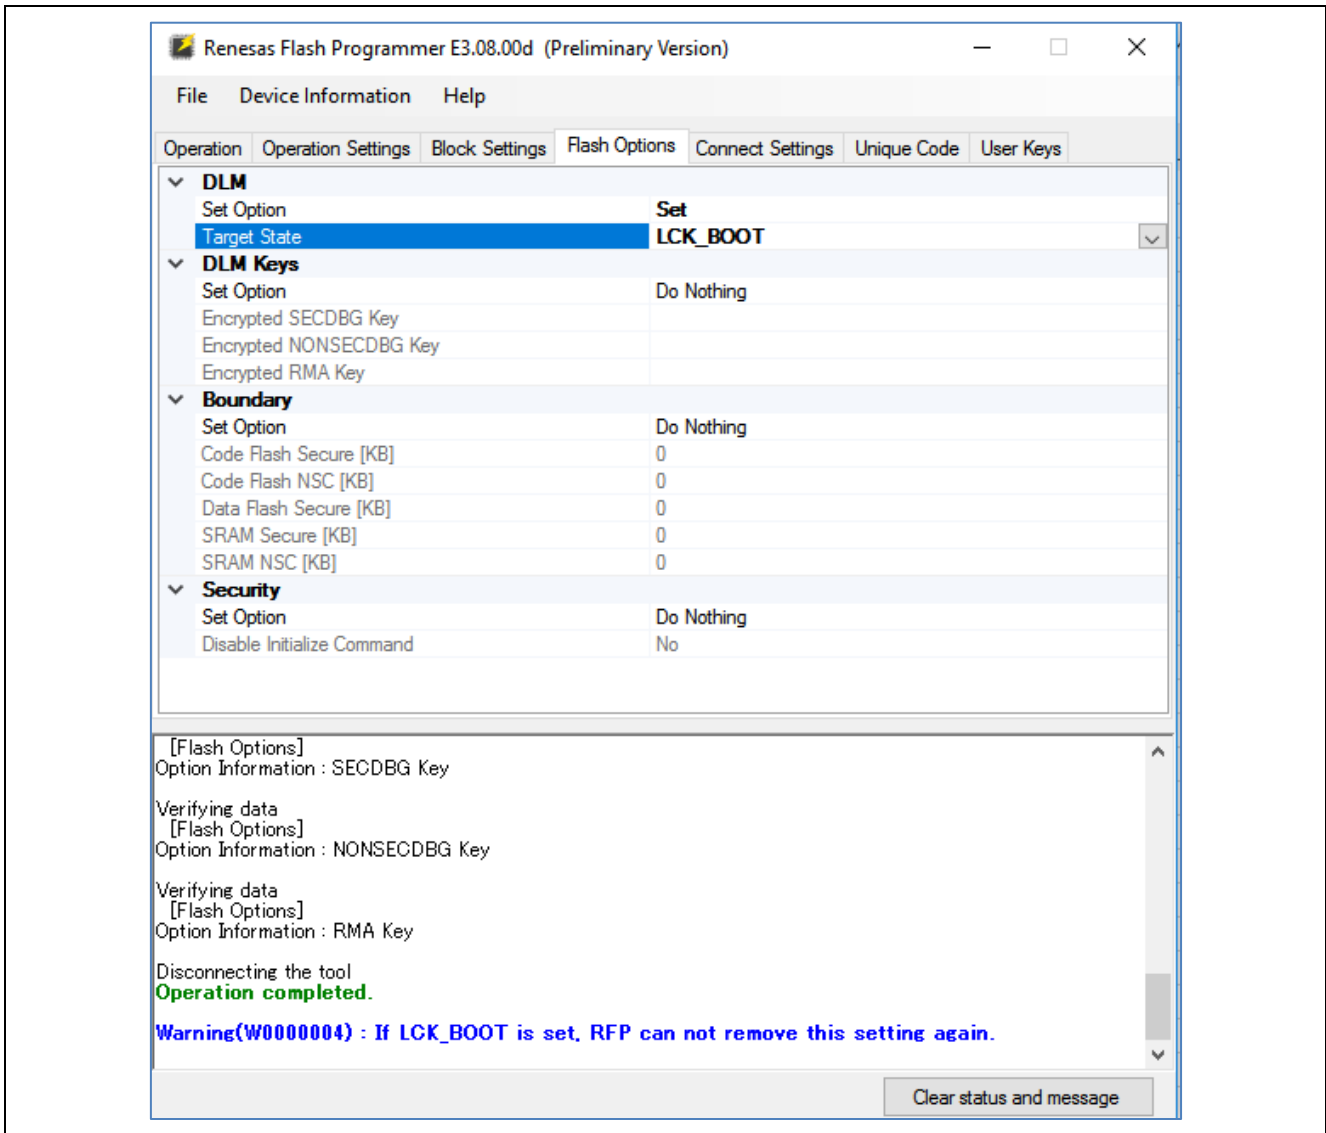 Renesas Flash Programmer E3.08.00d (Preliminary Version)
File Device Information Help
Operation Operation Settings Block Settings Flash Options Connect Settings Unique Code User Keys
DLM
Set Option Set
Target State LCK_BOOT
DLM Keys
Set Option Do Nothing
Encrypted SECDBG Key
Encrypted NONSECDBG Key
Encrypted RMA Key
Boundary
Set Option Do Nothing
Code Flash Secure [KB] 0
Code Flash NSC [KB] 0
Data Flash Secure [KB] 0
SRAM Secure [KB] 0
SRAM NSC [KB] 0
Security
Set Option Do Nothing
Disable Initialize Command No
[Flash Options]
Option Information : SECDBG Key
Verifying data
[Flash Options]
Option Information : NONSECDBG Key
Verifying data
[Flash Options]
Option Information : RMA Key
Disconnecting the tool
Operation completed.
Warning(W0000004) : If LCK_BOOT is set, RFP can not remove this setting again.
Clear status and message